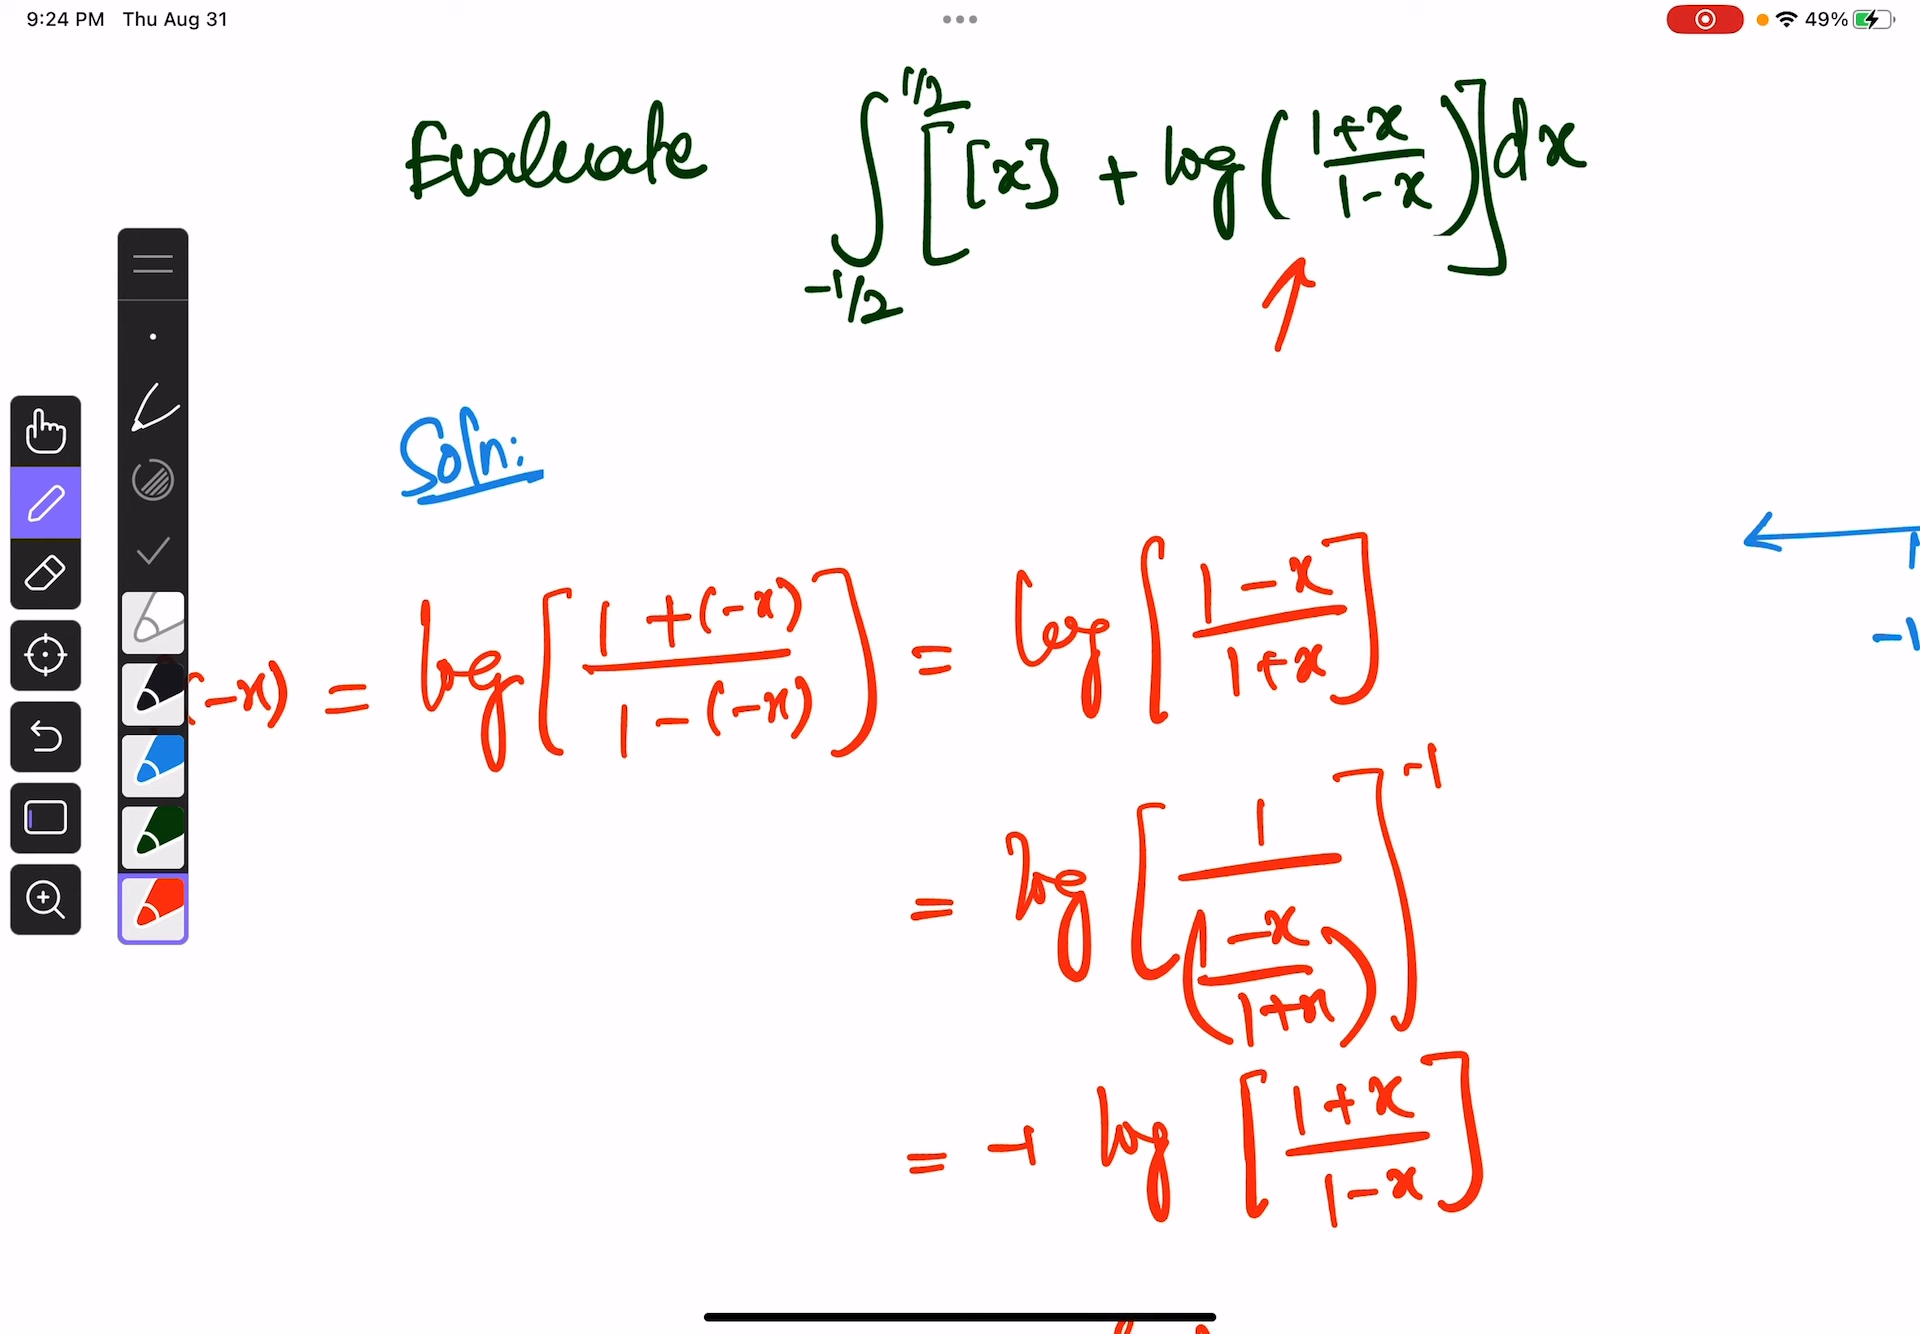 9:24 PM Thu Aug 31 49%
Evaluate ∫_{-1/2}^{1/2} [ [x] + log ( (1+x)/(1-x) ) ] dx
Soln:
(-x) = log [ (1+(-x))/(1-(-x)) ] = log [ (1-x)/(1+x) ]
-1
= log [ 1/((1-x)/(1+x)) ]^{-1}
= -1 log [ (1+x)/(1-x) ]